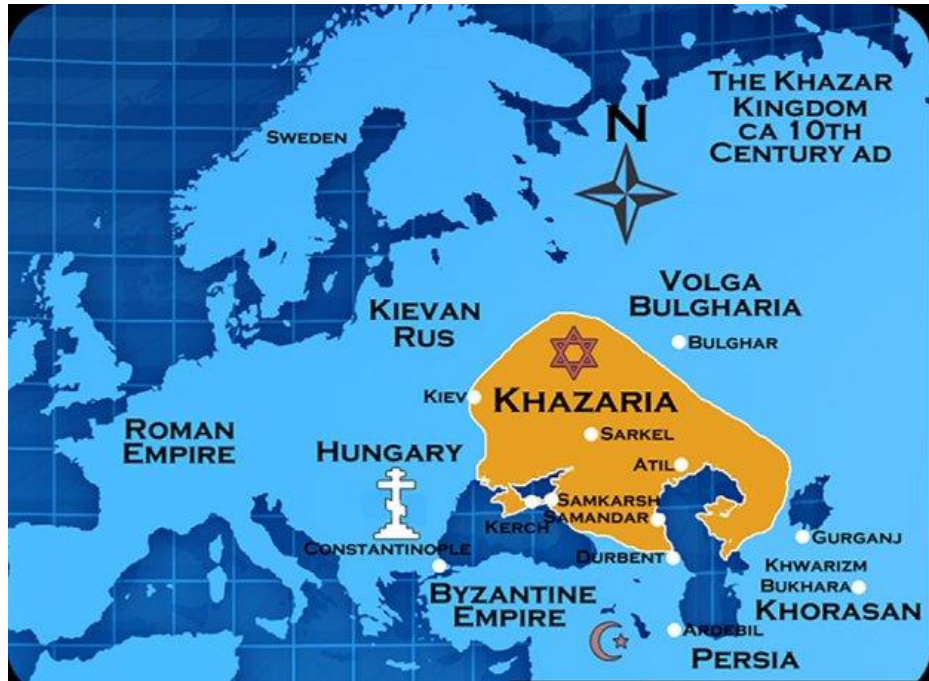 THE KHAZAR
KINGDOM
CA 10TH
CENTURY AD
N
SWEDEN
VOLGA
BULGHARIA
BULGHAR
KIEVAN
RUS
KIEV
KHAZARIA
SARKEL
ATIL
ROMAN
EMPIRE
HUNGARY
SAMKARSH
KERCH
SAMANDAR
CONSTANTINOPLE
DURBENT
GURGANJ
KHWARIZM
BUKHARA
KHORASAN
BYZANTINE
EMPIRE
ARDEBIL
PERSIA